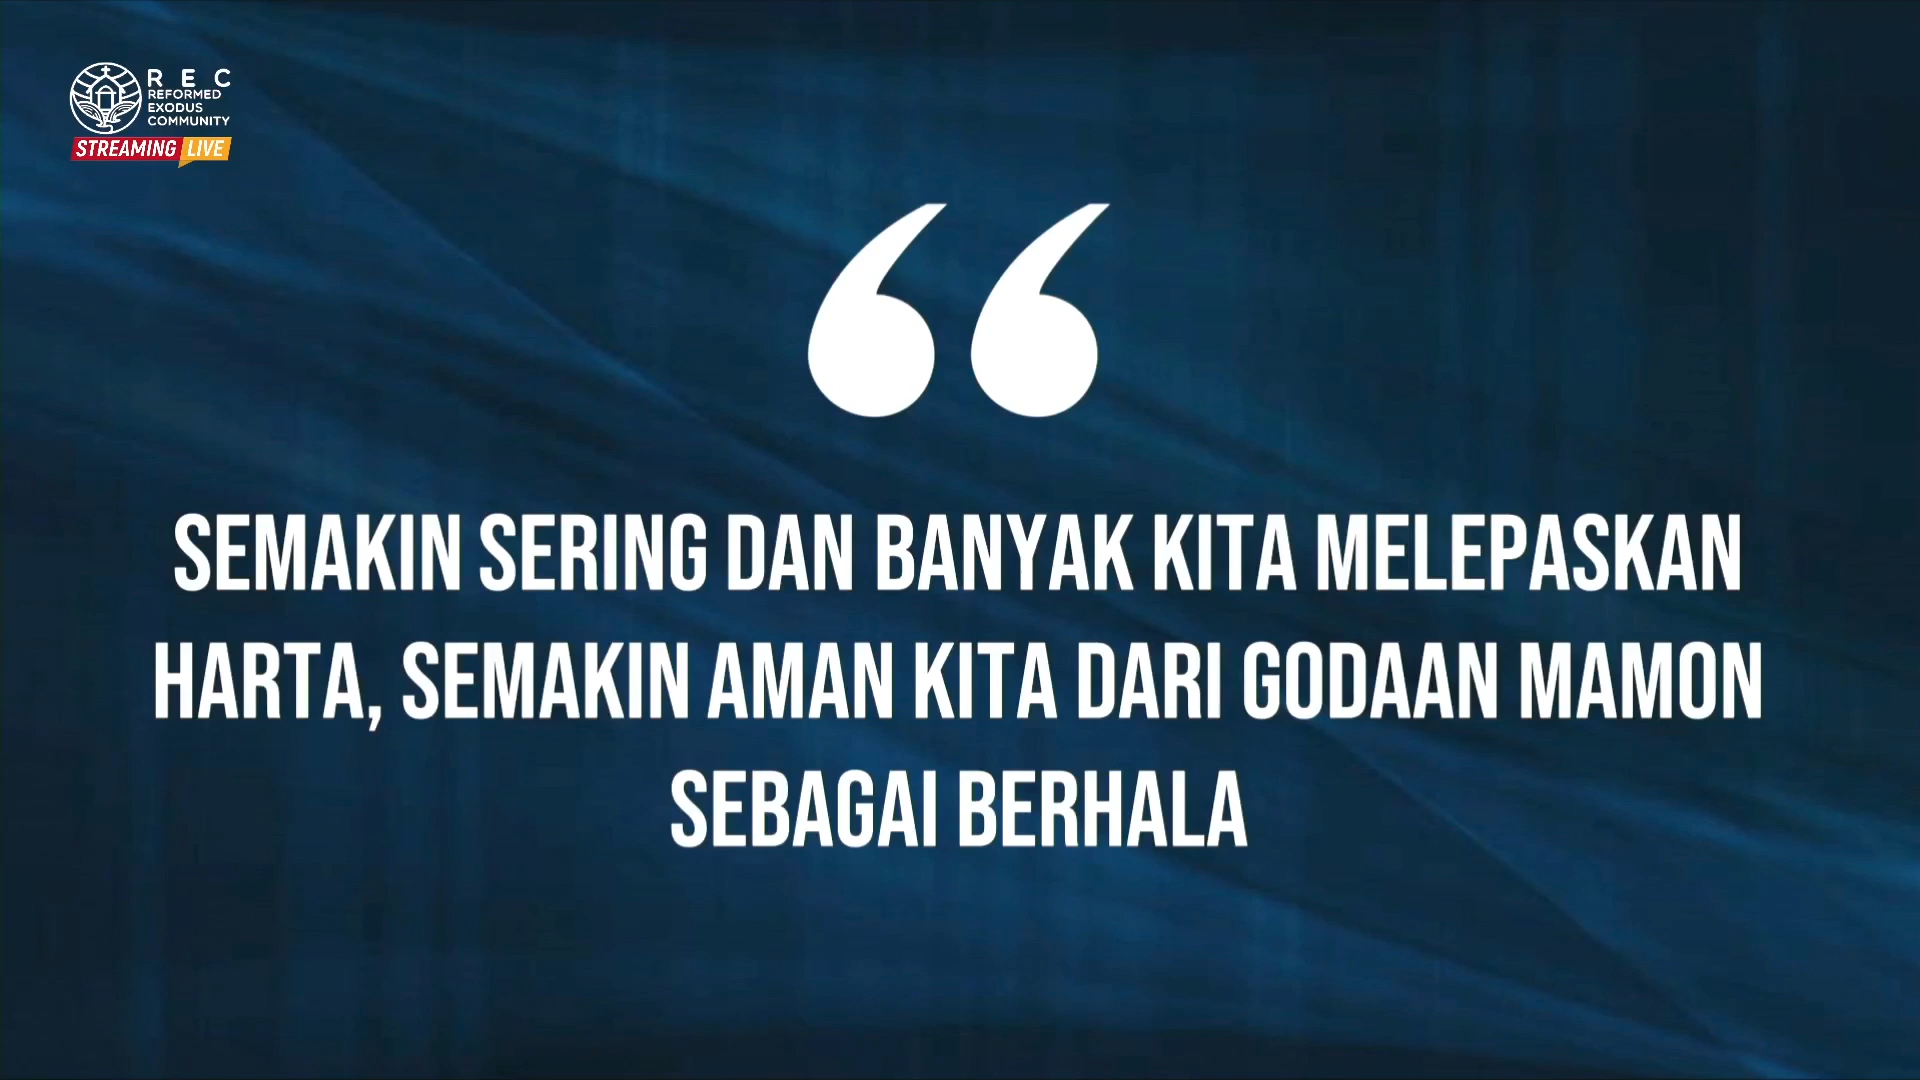 REC
REFORMED
EXODUS
COMMUNITY
STREAMING LIVE
“
SEMAKIN SERING DAN BANYAK KITA MELEPASKAN
HARTA, SEMAKIN AMAN KITA DARI GODAAN MAMON
SEBAGAI BERHALA